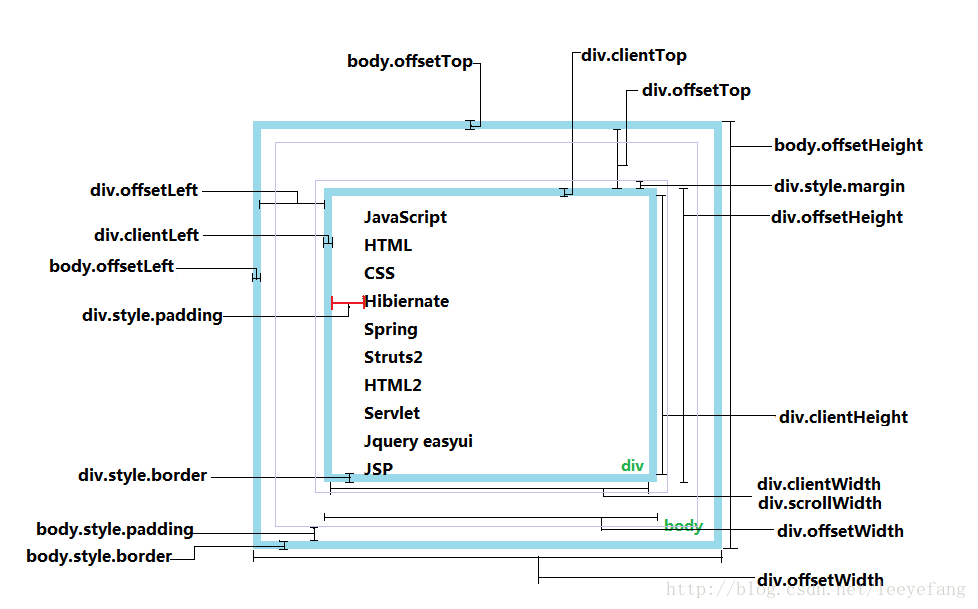 body.offsetTop
div.clientTop
div.offsetTop
body.offsetHeight
div.style.margin
div.offsetHeight
div.offsetLeft
div.clientLeft
body.offsetLeft
div.style.padding
JavaScript
HTML
CSS
Hibiernate
Spring
Struts2
HTML2
Servlet
Jquery easyui
JSP
div
div.clientHeight
div.style.border
div.clientWidth
div.scrollWidth
body
body.style.padding
div.offsetWidth
body.style.border
div.offsetWidth
http://blog.csdn.net/leeyefang